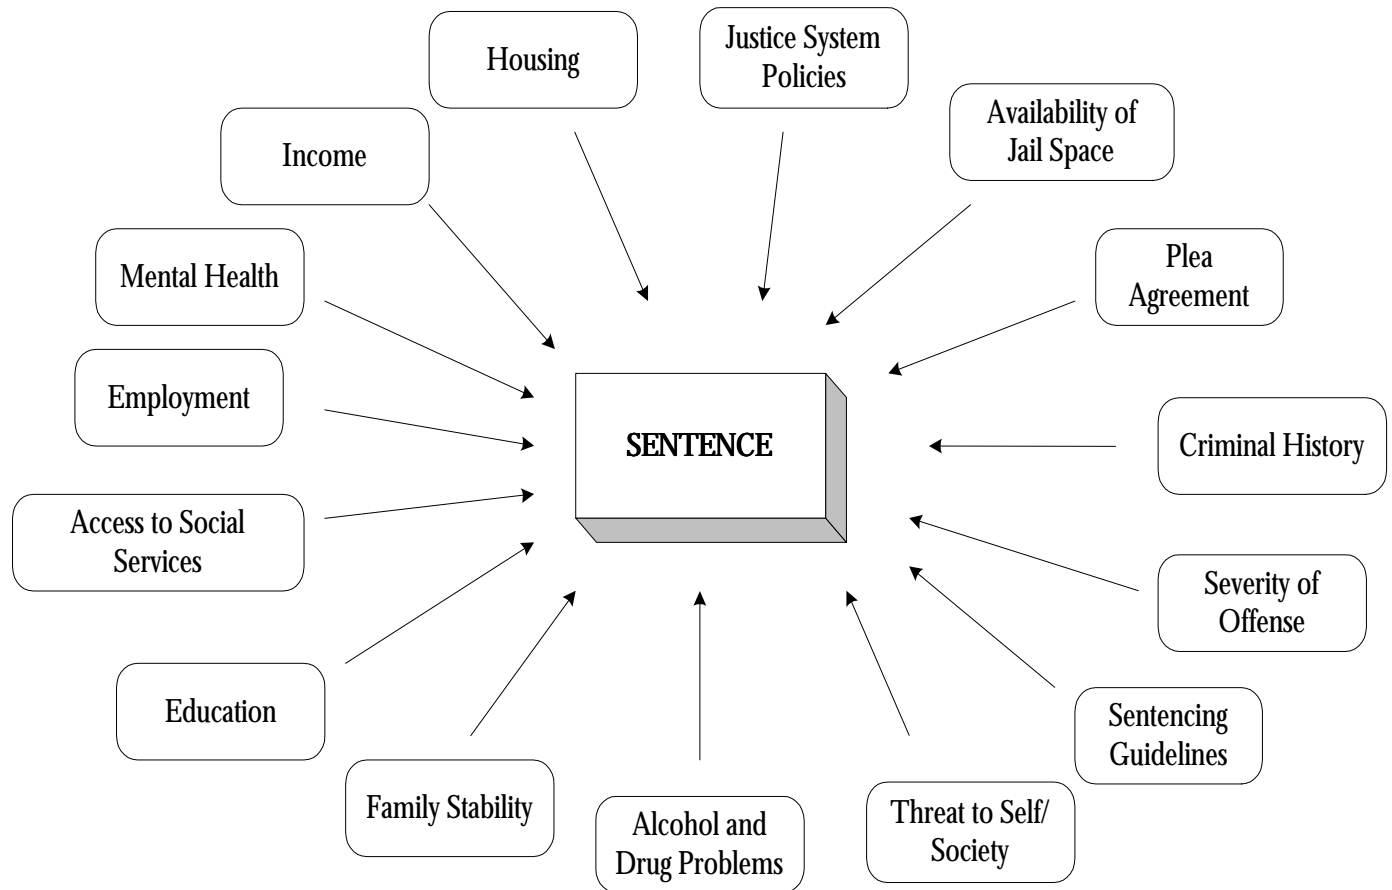 Housing
Justice System
Policies
Availability of
Jail Space
Income
Plea
Agreement
Mental Health
Employment
SENTENCE
Criminal History
Access to Social
Services
Severity of
Offense
Education
Sentencing
Guidelines
Family Stability
Alcohol and
Drug Problems
Threat to Self/
Society